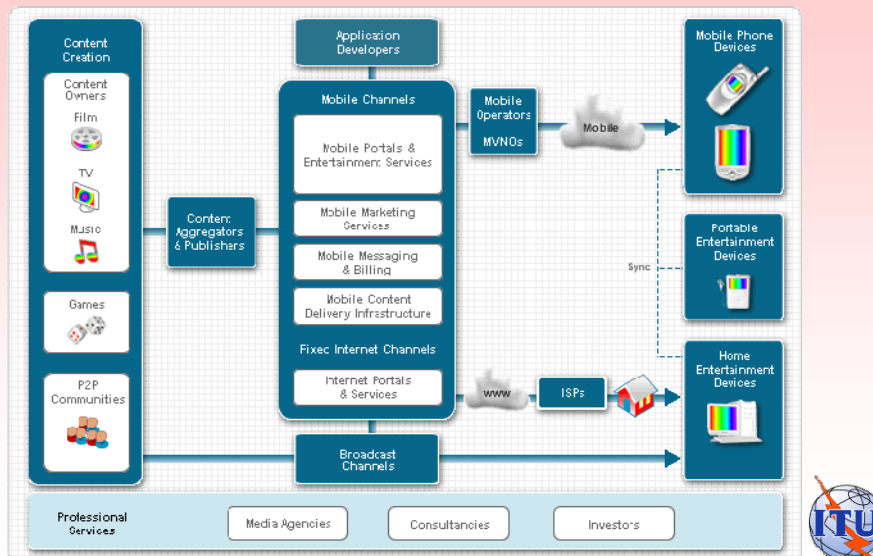 Content
Creation
Content
Owners
Film
TV
Music
Games
P2P
Communities
Content
Aggregators
& Publishers
Application
Developers
Mobile Channels
Mobile Portals &
Entertainment Services
Mobile Marketing
Services
Mobile Messaging
& Billing
Mobile Content
Delivery Infrastructure
Fixec Internet Channels
Internet Portals
& Services
Broadcast
Channels
Mobile
Operators
MVNOs
Mobile
www
ISPs
Mobile Phone
Devices
Portable
Entertainment
Devices
Sync
Home
Entertainment
Devices
Professional
Services
Media Agencies
Consultancies
Investors
ITU